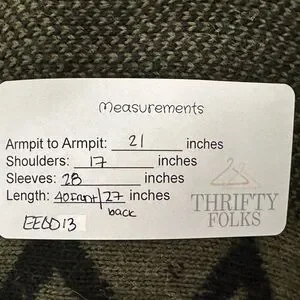 Measurements
Armpit to Armpit: 21 inches
Shoulders: 17 inches
Sleeves: 28 inches
Length: 40 Front/27 inches
back
THRIFTY
FOLKS
EEDD13